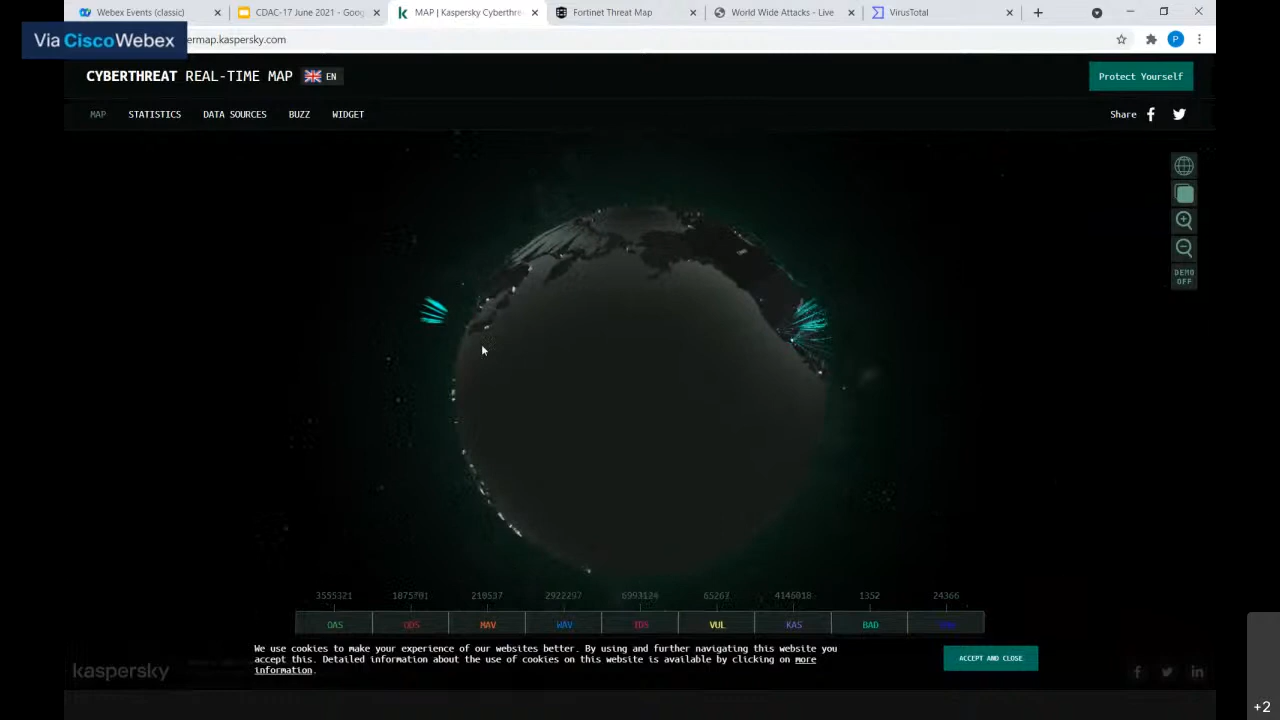 Webex Events (classic)
CDAC-17 June 2021 - Goog
MAP | Kaspersky Cyberthre
Fortinet Threat Map
World Wide Attacks - Live
VirusTotal
Via CiscoWebex
ermap.kaspersky.com
P
CYBERTHREAT REAL-TIME MAP
EN
Protect Yourself
MAP
STATISTICS
DATA SOURCES
BUZZ
WIDGET
Share
DEMO
OFF
3555321
1875701
210537
2922297
6993124
65267
4146018
1352
24366
OAS
ODS
MAV
WAV
IDS
VUL
KAS
BAD
We use cookies to make your experience of our websites better. By using and further navigating this website you
accept this. Detailed information about the use of cookies on this website is available by clicking on more
information.
ACCEPT AND CLOSE
kaspersky
+2